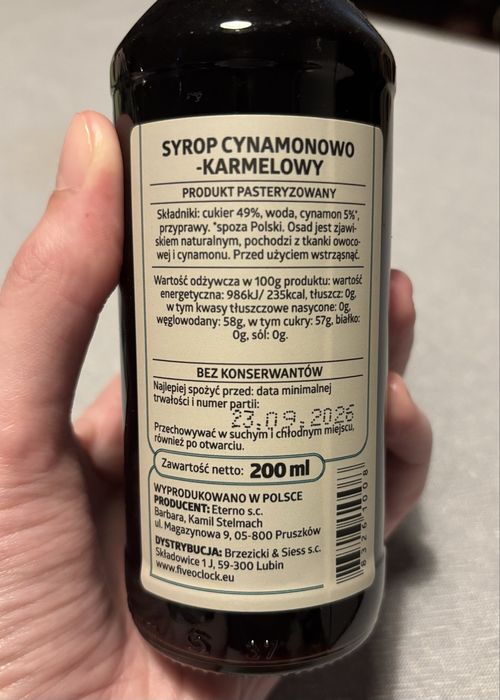 SYROP CYNAMONOWO
-KARMELOWY
PRODUKT PASTERYZOWANY
Składniki: cukier 49%, woda, cynamon 5%*,
przyprawy. *spoza Polski. Osad jest zjawi-
skiem naturalnym, pochodzi z tkanki owoco-
wej i cynamonu. Przed użyciem wstrząsnąć.
Wartość odżywcza w 100g produktu: wartość
energetyczna: 986kJ/ 235kcal, tłuszcz: 0g,
w tym kwasy tłuszczowe nasycone: 0g,
węglowodany: 58g, w tym cukry: 57g, białko:
0g, sól: 0g.
BEZ KONSERWANTÓW
Najlepiej spożyć przed: data minimalnej
trwałości i numer partii:
23.09.2026
Przechowywać w suchym i chłodnym miejscu,
również po otwarciu.
Zawartość netto: 200 ml
WYPRODUKOWANO W POLSCE
PRODUCENT: Eterno s.c.
Barbara, Kamil Stelmach
ul. Magazynowa 9, 05-800 Pruszków
DYSTRYBUCJA: Brzezicki & Siess s.c.
Składowice 1 J, 59-300 Lubin
www.fiveoclock.eu
83261008